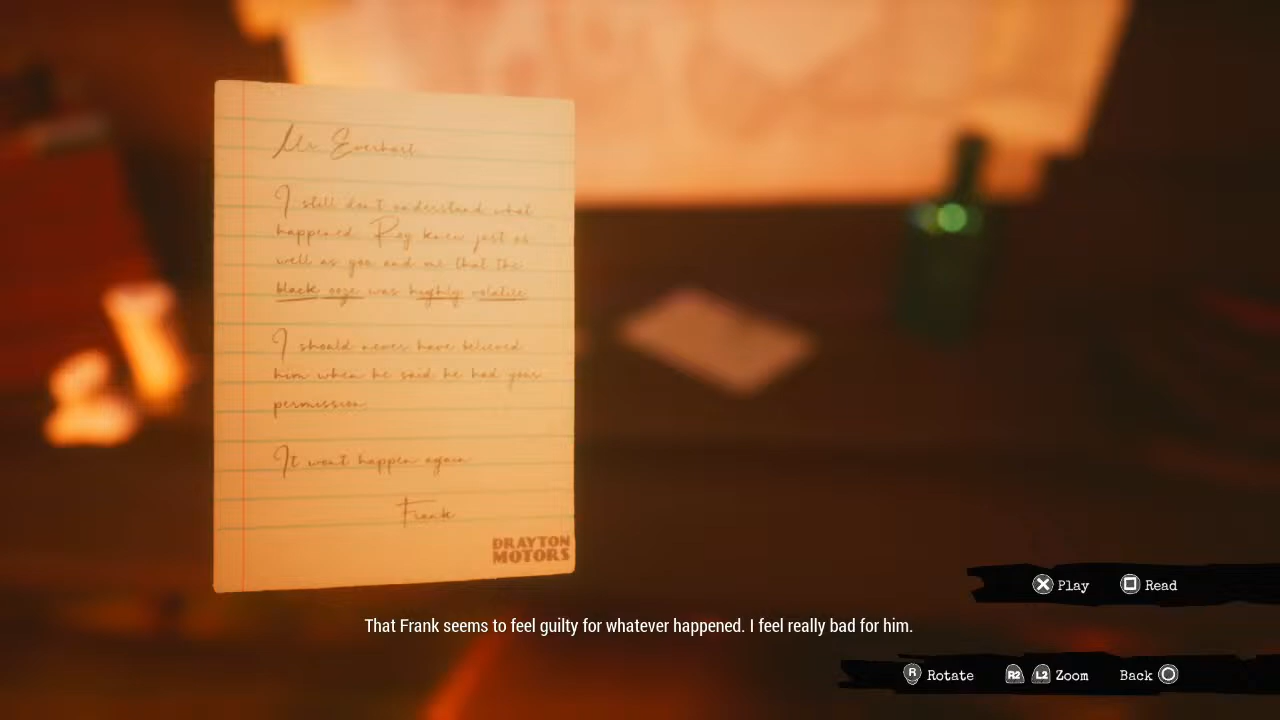 Mr. Everhart
I still don't understand what
happened. Roy knew just as
well as you and me that the
black ooze was highly volatile.
I should never have believed
him when he said he had your
permission.
It wont happen again
Frank
DRAYTON
MOTORS
Play
Read
That Frank seems to feel guilty for whatever happened. I feel really bad for him.
R Rotate
R2 L2 Zoom
Back